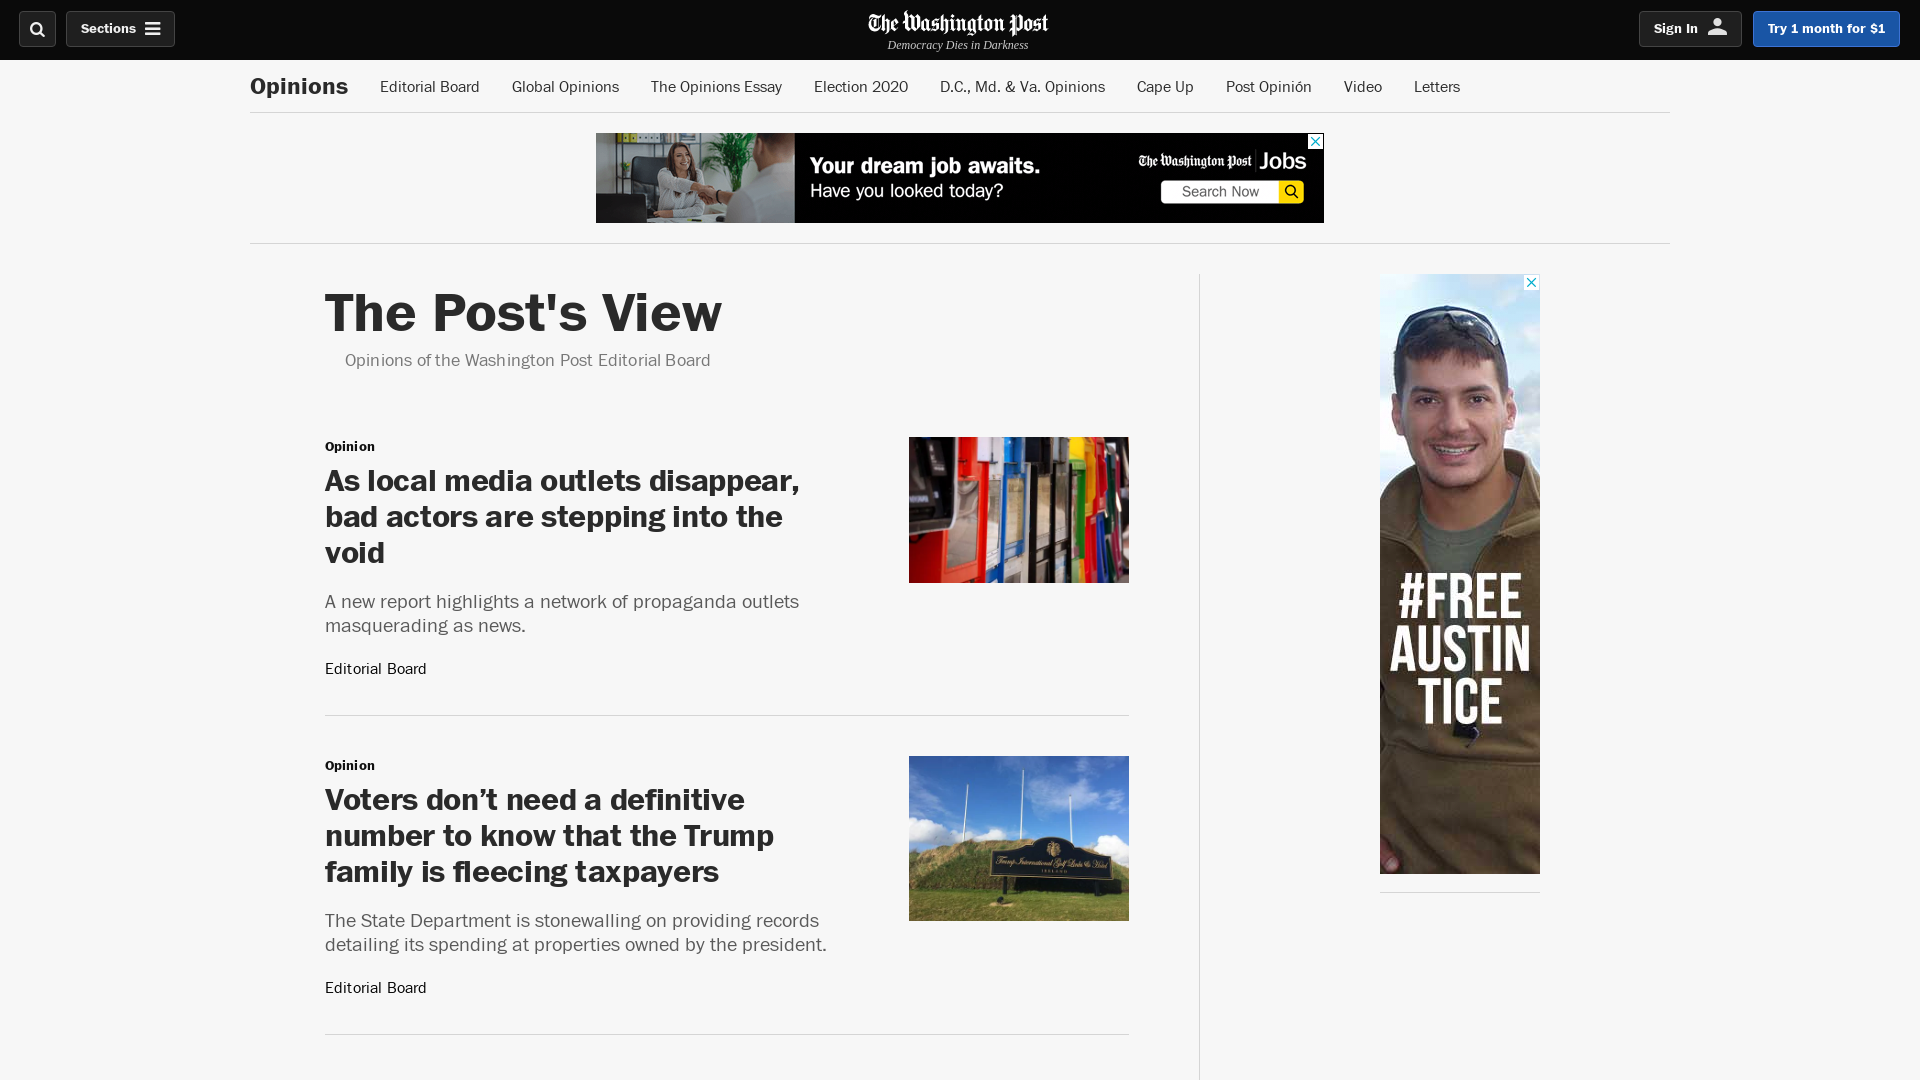 Sections
The Washington Post
Democracy Dies in Darkness
Sign In
Try 1 month for $1
Opinions
Editorial Board
Global Opinions
The Opinions Essay
Election 2020
D.C., Md. & Va. Opinions
Cape Up
Post Opinión
Video
Letters
Your dream job awaits.
Have you looked today?
The Washington Post Jobs
Search Now
The Post's View
Opinions of the Washington Post Editorial Board
Opinion
As local media outlets disappear,
bad actors are stepping into the
void
A new report highlights a network of propaganda outlets
masquerading as news.
Editorial Board
Opinion
Voters don’t need a definitive
number to know that the Trump
family is fleecing taxpayers
The State Department is stonewalling on providing records
detailing its spending at properties owned by the president.
Editorial Board
Trump International Golf Links & Hotel
IRELAND
#FREE
AUSTIN
TICE